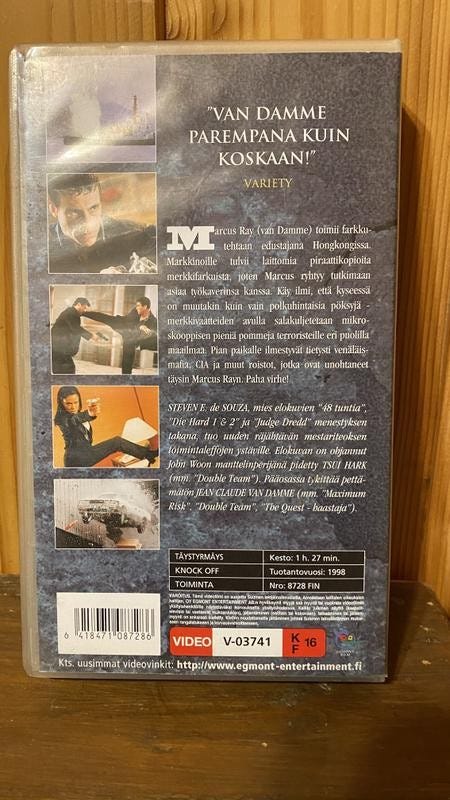 "VAN DAMME
PAREMPANA KUIN
KOSKAAN!"
VARIETY
Marcus Ray (van Damme) toimii farkku-
tehtaan edustajana Hongkongissa.
Markkinoille tulvii laittomia piraattikopioita
merkkifarkuista, joten Marcus ryhtyy tutkimaan
asiaa työkaverinsa kanssa. Käy ilmi, että kyseessä
on muutakin kuin vain polkuhintaisia pöksyjä -
merkkivaatteiden avulla salakuljetetaan mikro-
skooppisen pieniä pommeja terroristeille eri puolilla
maailmaa. Pian paikalle ilmestyvät tietysti venäläis-
mafia, CIA ja muut roistot, jotka ovat unohtaneet
täysin Marcus Rayn. Paha virhe!
STEVEN E. de SOUZA, mies elokuvien "48 tuntia",
"Die Hard 1 & 2" ja "Judge Dredd" menestyksen
takana, tuo uuden räjähtävän mestariteoksen
toimintaleffojen ystäville. Elokuvan on ohjannut
John Woon manttelinperijänä pidetty TSUI HARK
(mm. "Double Team"). Pääosassa tykittää pettä-
mätön JEAN CLAUDE VAN DAMME (mm. "Maximum
Risk", "Double Team", "The Quest - haastaja").
TÄYSTYRMÄYS Kesto: 1 h. 27 min.
KNOCK OFF Tuotantovuosi: 1998
TOIMINTA Nro: 8728 FIN
6 418471 087286
VIDEO V-03741 K F 16
Kts. uusimmat videovinkit: http://www.egmont-entertainment.fi